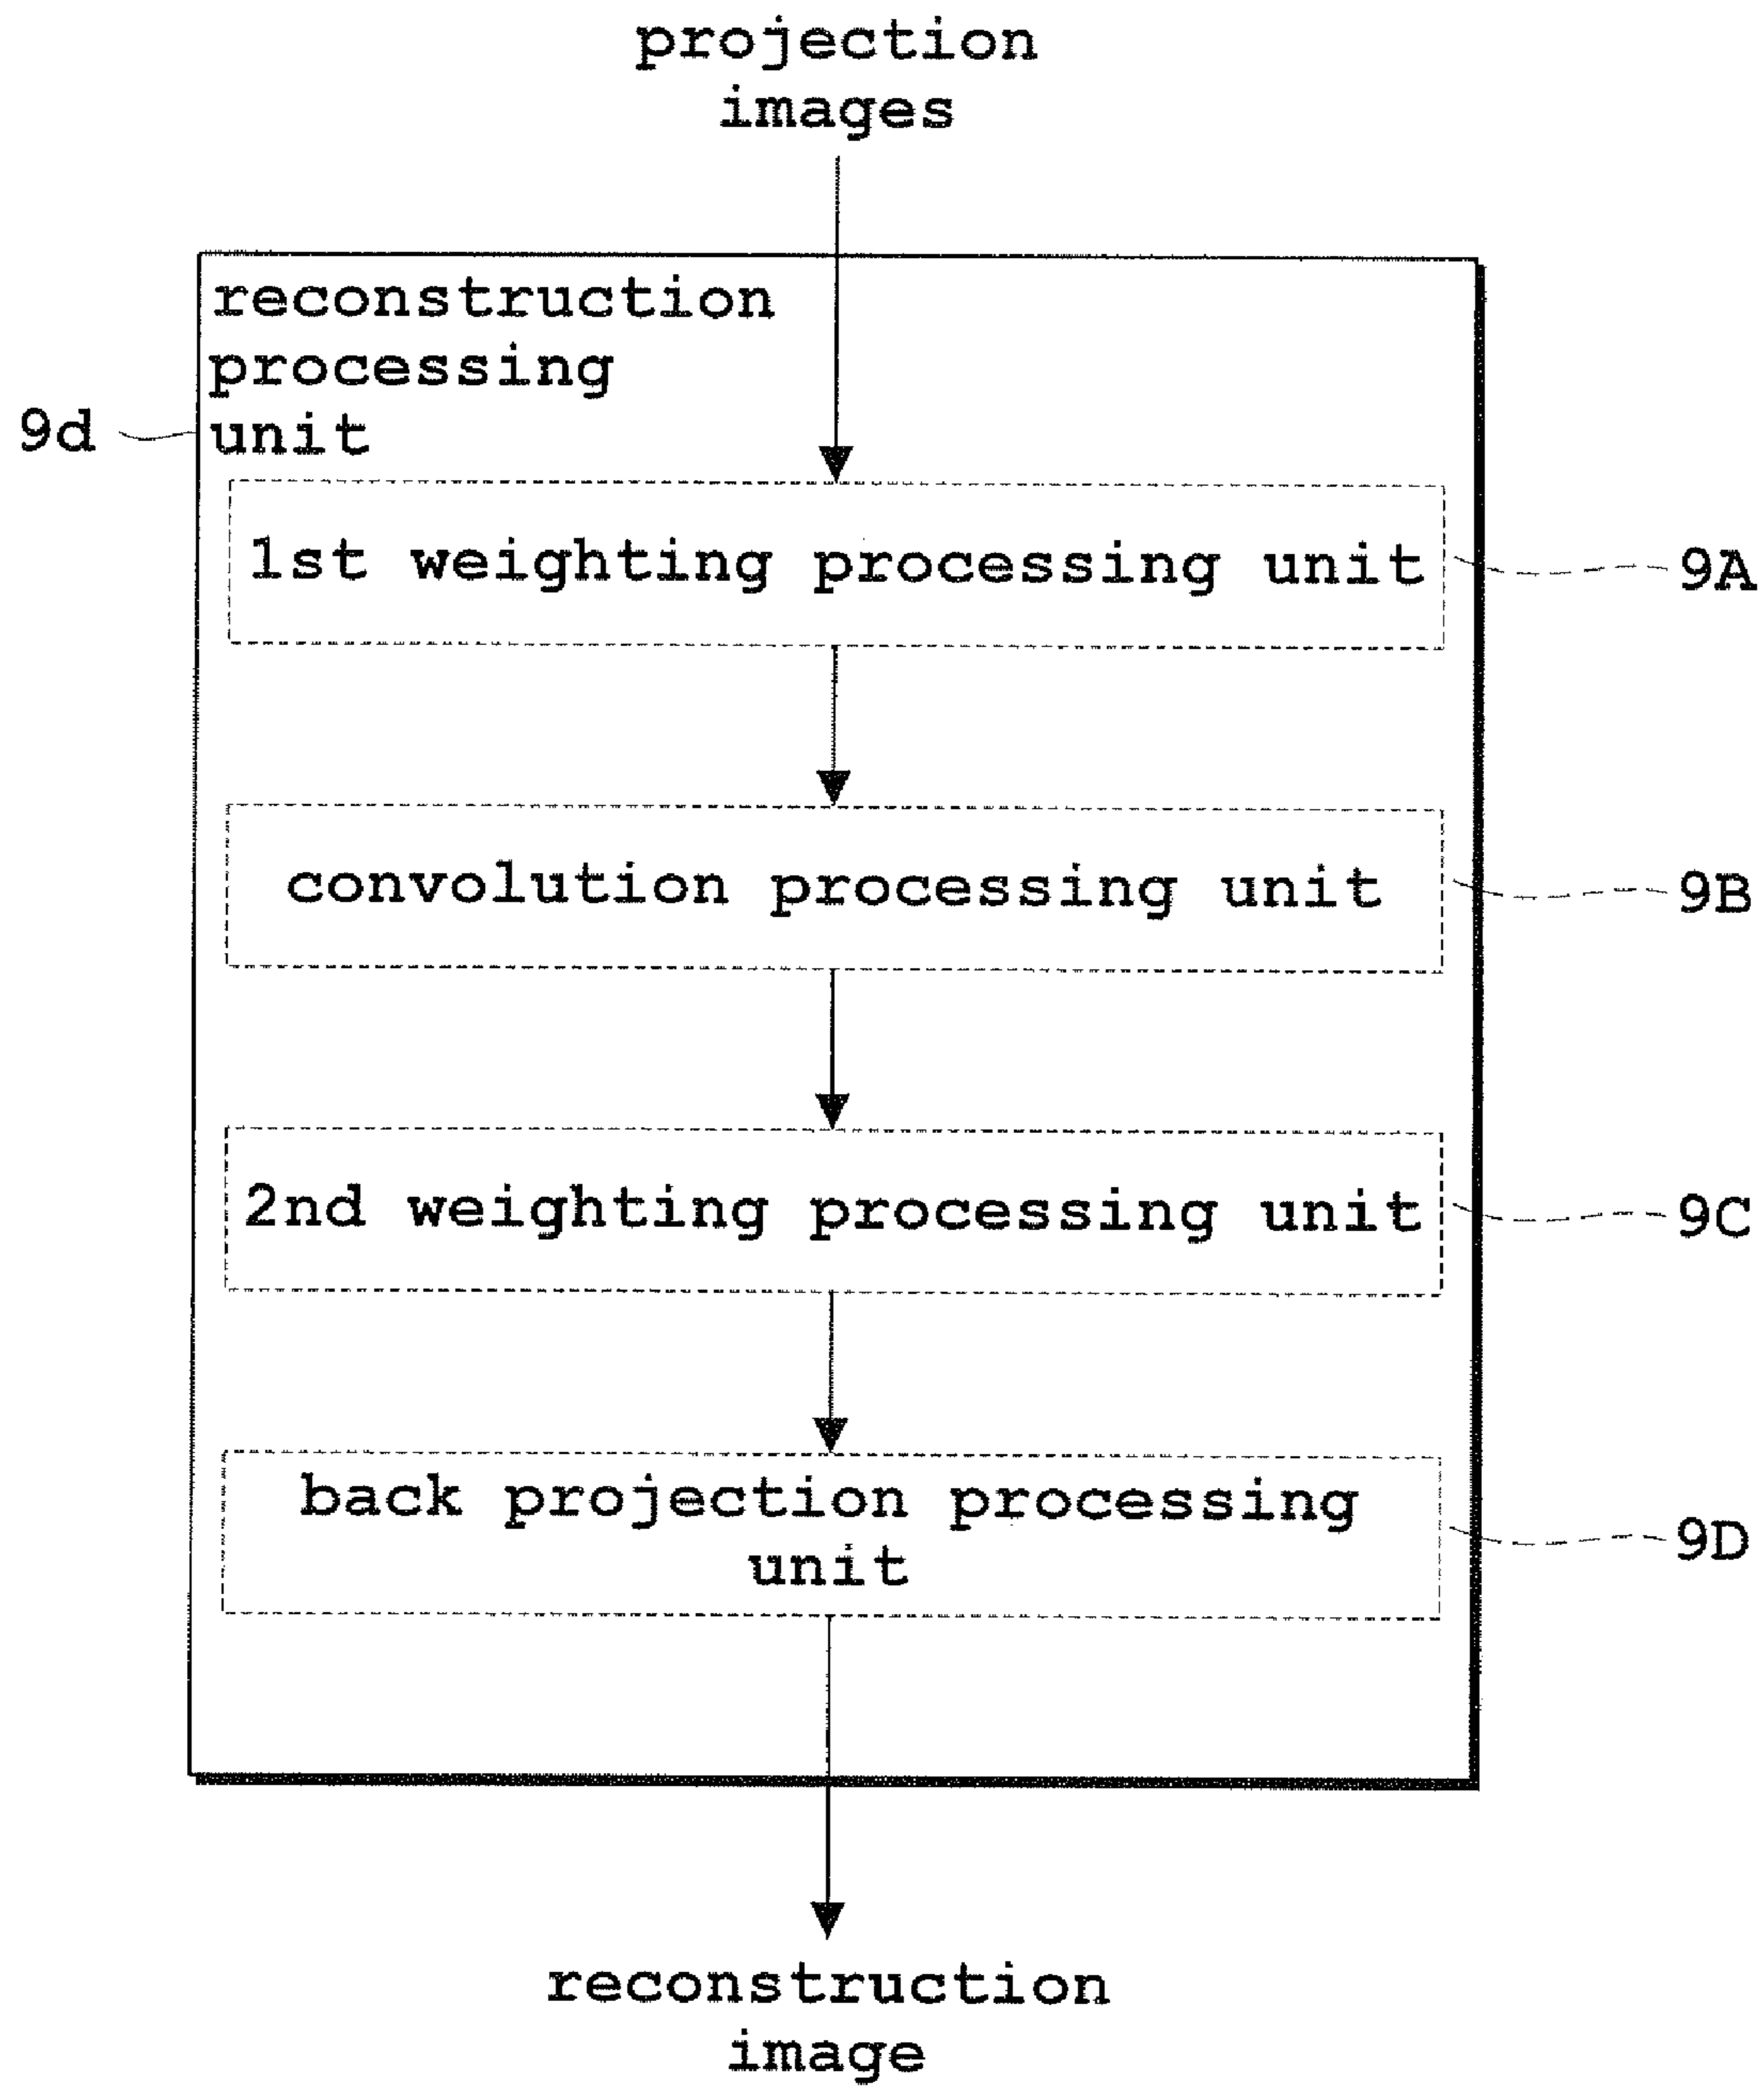 projection
images
reconstruction
processing
9d unit
1st weighting processing unit 9A
convolution processing unit 9B
2nd weighting processing unit 9C
back projection processing
unit
9D
reconstruction
image